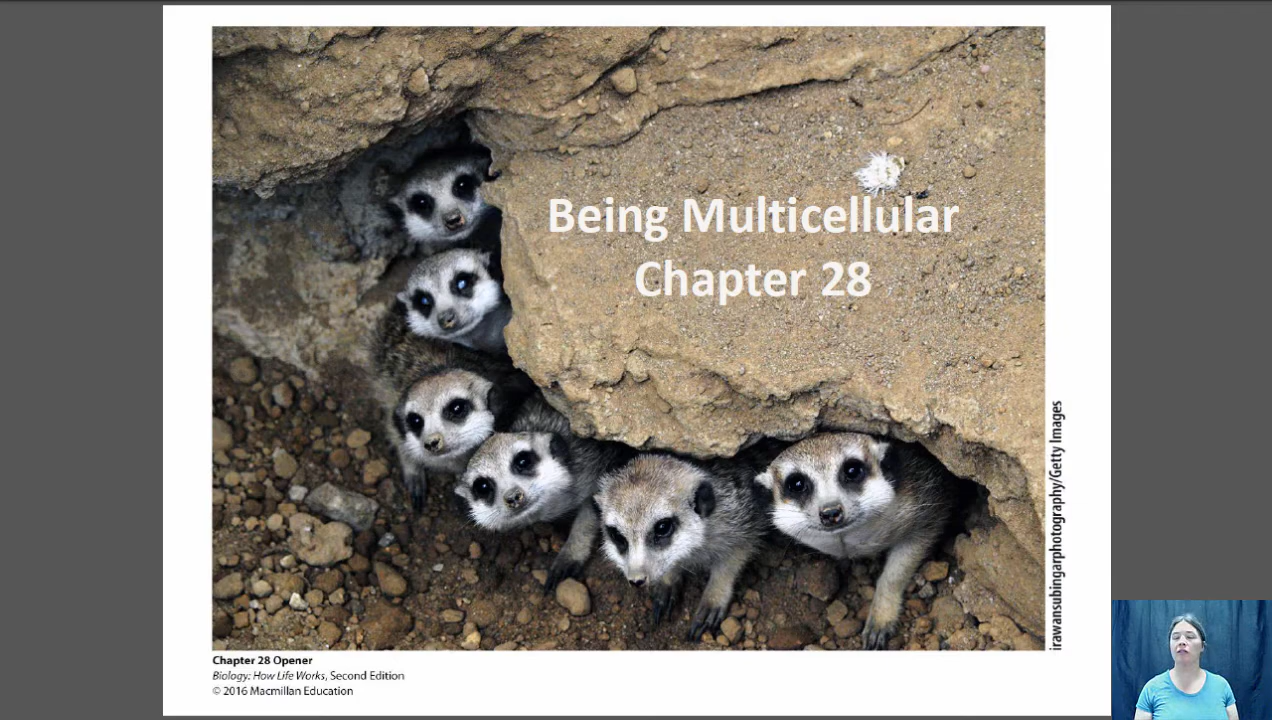 Being Multicellular
Chapter 28
irawansubingarphotography/Getty Images
Chapter 28 Opener
Biology: How Life Works, Second Edition
© 2016 Macmillan Education